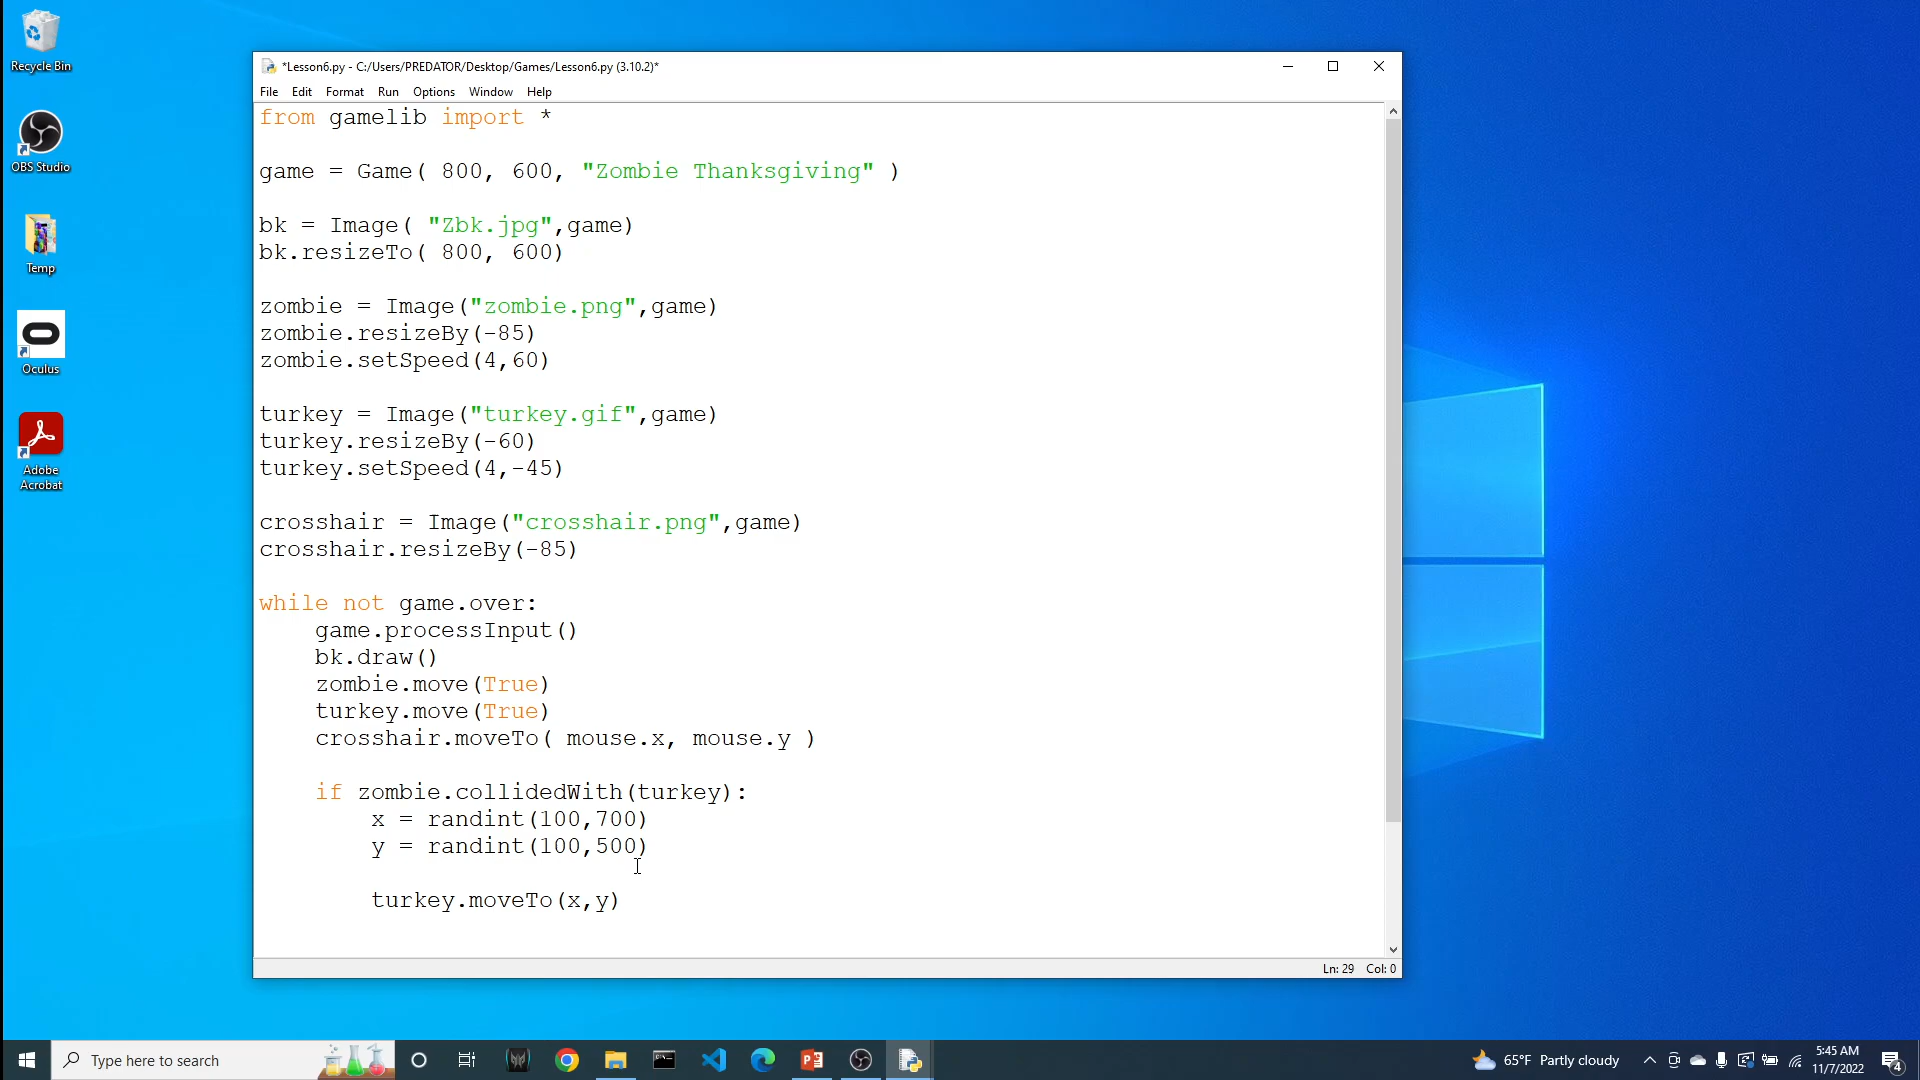 Recycle Bin
OBS Studio
Temp
Oculus
Adobe
Acrobat
*Lesson6.py - C:/Users/PREDATOR/Desktop/Games/Lesson6.py (3.10.2)*
File Edit Format Run Options Window Help
from gamelib import *
game = Game( 800, 600, "Zombie Thanksgiving" )
bk = Image( "Zbk.jpg",game)
bk.resizeTo( 800, 600)
zombie = Image("zombie.png",game)
zombie.resizeBy(-85)
zombie.setSpeed(4,60)
turkey = Image("turkey.gif",game)
turkey.resizeBy(-60)
turkey.setSpeed(4,-45)
crosshair = Image("crosshair.png",game)
crosshair.resizeBy(-85)
while not game.over:
    game.processInput()
    bk.draw()
    zombie.move(True)
    turkey.move(True)
    crosshair.moveTo( mouse.x, mouse.y )
    if zombie.collidedWith(turkey):
        x = randint(100,700)
        y = randint(100,500)
        turkey.moveTo(x,y)
Ln: 29 Col: 0
Type here to search
65°F Partly cloudy
5:45 AM
11/7/2022
4